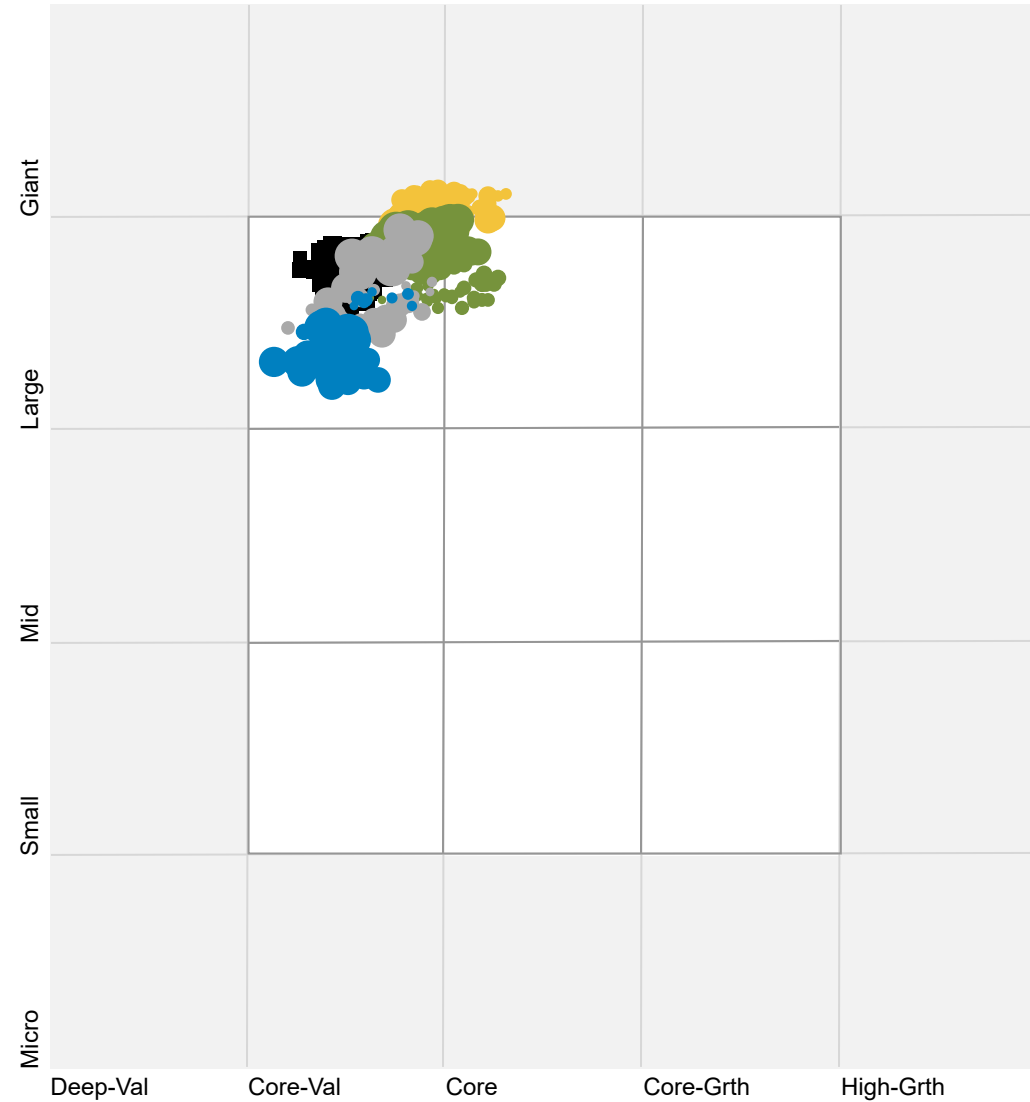 Giant
Large
Mid
Small
Micro
Deep-Val
Core-Val
Core
Core-Grth
High-Grth